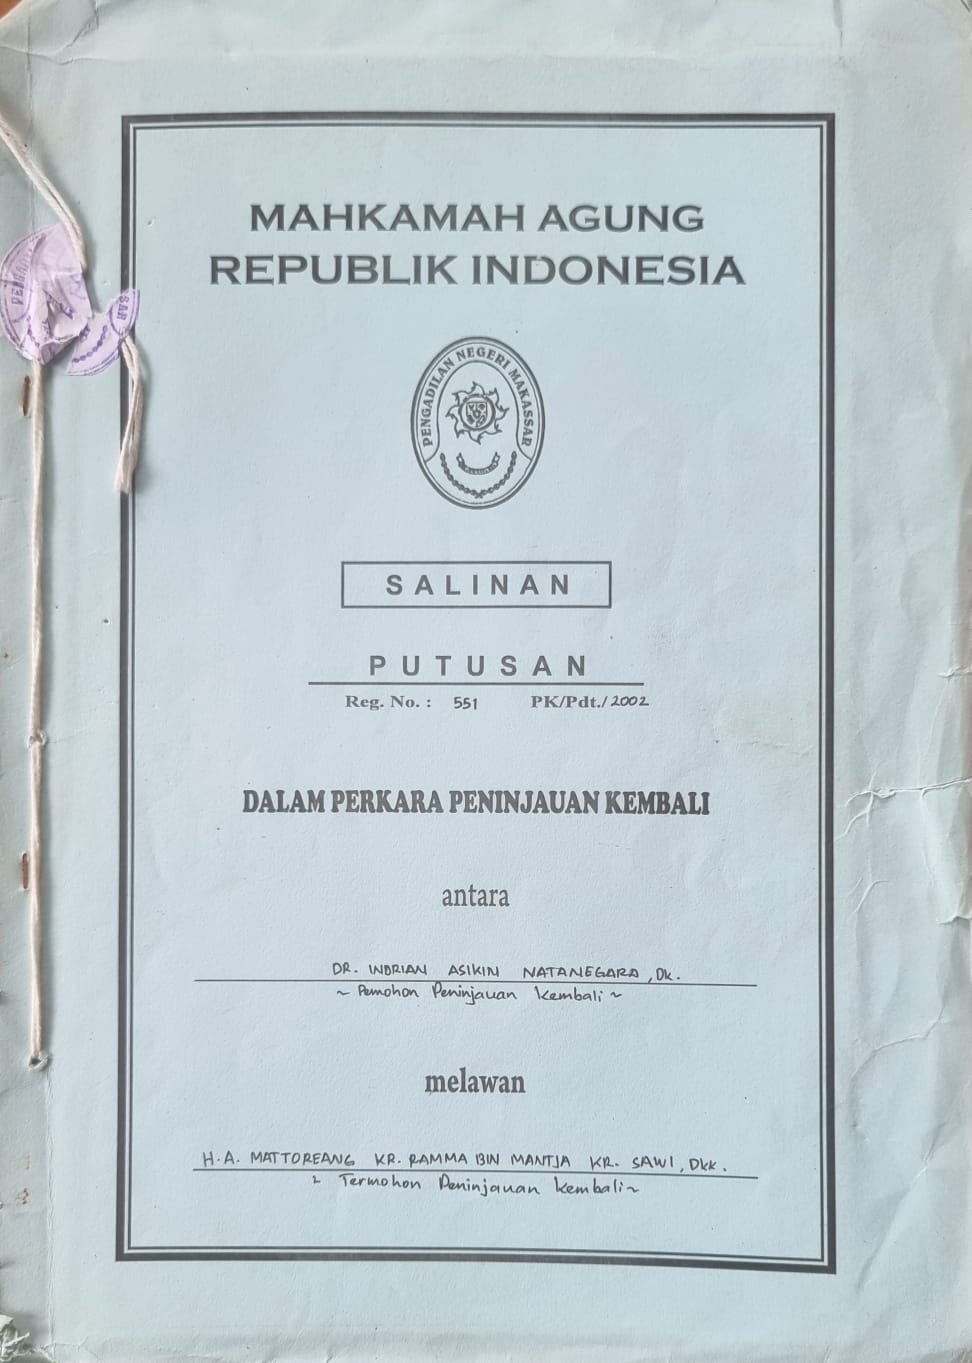 MAHKAMAH AGUNG
REPUBLIK INDONESIA
PENGADILAN NEGERI MAKASSAR
SALINAN
PUTUSAN
Reg. No. : 551 PK/Pdt./2002
DALAM PERKARA PENINJAUAN KEMBALI
antara
DR. INDRIAN ASIKIN NATANEGARA, Dk.
~ Pemohon Peninjauan Kembali ~
melawan
H.A. MATTOREANG KR. RAMMA BIN MANTJA KR. SAWI, Dkk.
~ Termohon Peninjauan Kembali ~